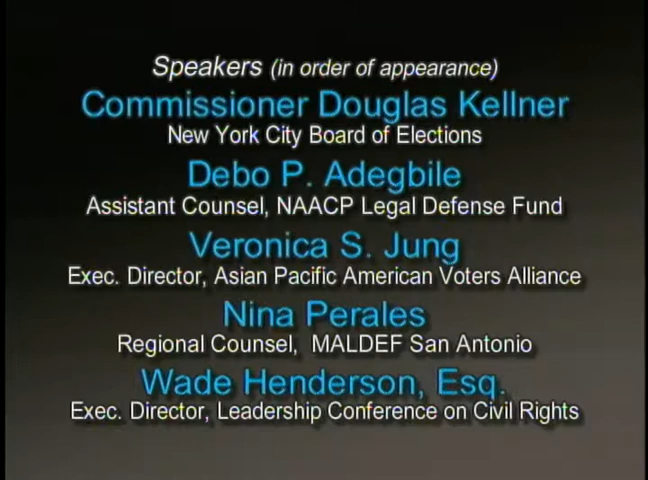 Speakers (in order of appearance)
Commissioner Douglas Kellner
New York City Board of Elections
Debo P. Adegbile
Assistant Counsel, NAACP Legal Defense Fund
Veronica S. Jung
Exec. Director, Asian Pacific American Voters Alliance
Nina Perales
Regional Counsel, MALDEF San Antonio
Wade Henderson, Esq.
Exec. Director, Leadership Conference on Civil Rights